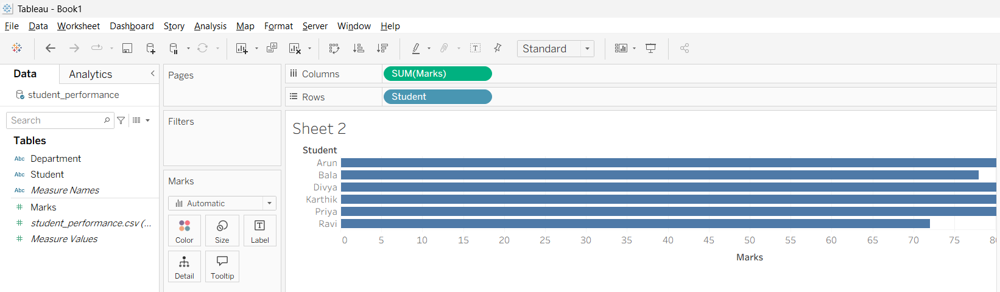 Tableau - Book1
File Data Worksheet Dashboard Story Analysis Map Format Server Window Help
Standard
Data Analytics
student_performance
Search
Tables
Abc Department
Abc Student
Abc Measure Names
Marks
student_performance.csv (...
Measure Values
Pages
Filters
Marks
Automatic
Color Size Label
Detail Tooltip
Columns SUM(Marks)
Rows Student
Sheet 2
Student
Arun
Bala
Divya
Karthik
Priya
Ravi
0 5 10 15 20 25 30 35 40 45 50 55 60 65 70 75
Marks